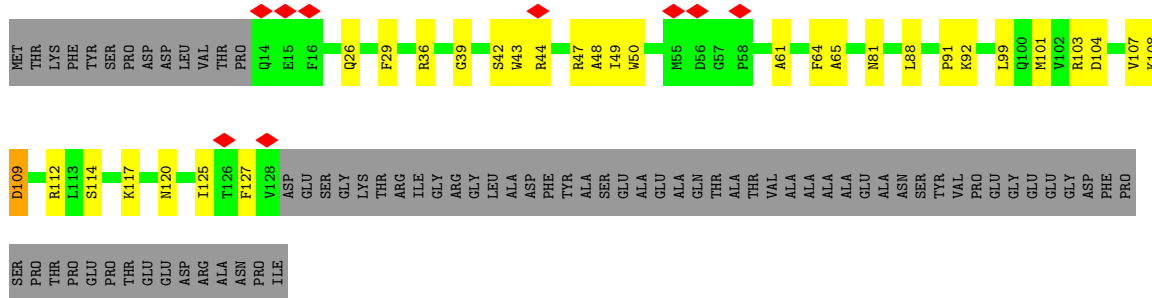 MET THR LYS PHE TYR SER PRO ASP ASP LEU VAL THR PRO Q14 E15 F16 Q26 F29 R36 G39 S42 W43 R44 R47 A48 I49 W50 M55 D56 G57 P58 A61 F64 A65 N81 L88 P91 K92 L99 Q100 M101 V102 R103 D104 V107 K108
D109 R112 L113 S114 K117 N120 I125 T126 F127 V128 ASP GLU SER GLY LYS THR ARG ILE GLY ARG GLY LEU ALA ASP PHE TYR ALA SER GLU ALA GLU ALA GLN THR ALA THR VAL ALA ALA ALA ALA GLU ALA ASN SER TYR VAL PRO GLU GLY GLU GLU GLY ASP PHE PRO
SER PRO THR PRO GLU PRO THR GLU GLU ASP ARG ALA ASN PRO ILE